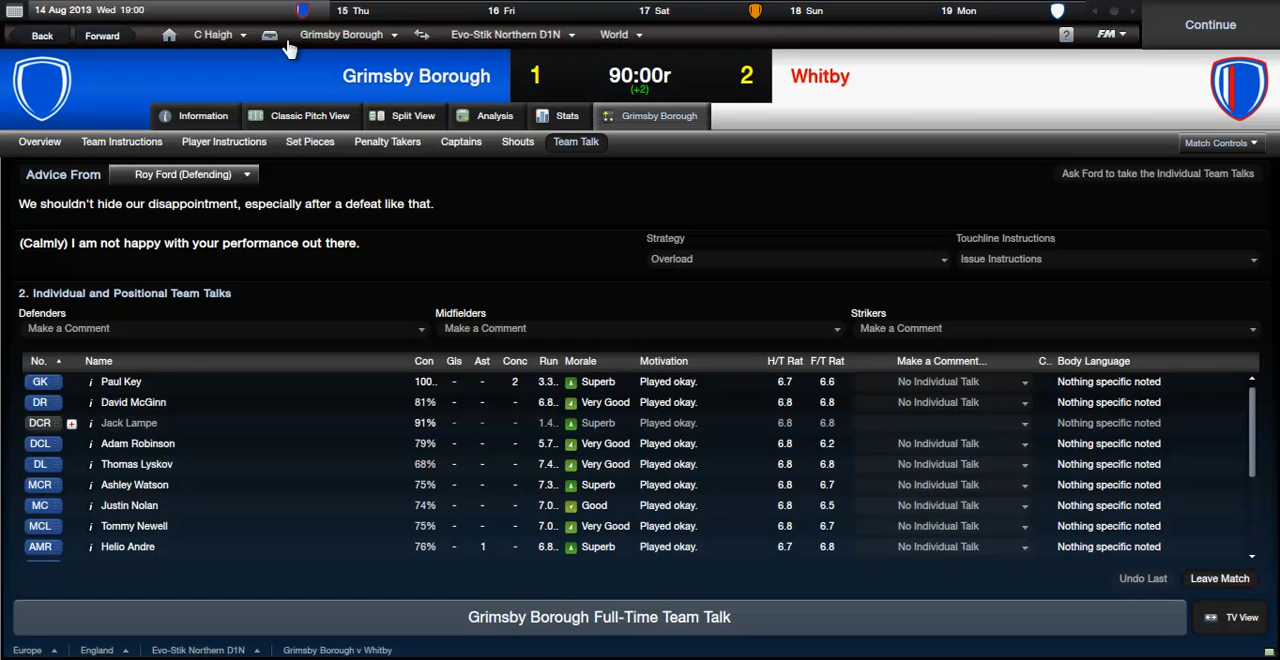 14 Aug 2013 Wed 19:00 15 Thu 16 Fri 17 Sat 18 Sun 19 Mon
Continue
Back Forward C Haigh Grimsby Borough Evo-Stik Northern D1N World ? FM
Grimsby Borough 1 90:00r 2 Whitby
(+2)
Information Classic Pitch View Split View Analysis Stats Grimsby Borough
Overview Team Instructions Player Instructions Set Pieces Penalty Takers Captains Shouts Team Talk Match Controls
Advice From Roy Ford (Defending) Ask Ford to take the Individual Team Talks
We shouldn't hide our disappointment, especially after a defeat like that.
(Calmly) I am not happy with your performance out there.
Strategy Touchline Instructions
Overload Issue Instructions
2. Individual and Positional Team Talks
Defenders Midfielders Strikers
Make a Comment Make a Comment Make a Comment
No. Name Con Gls Ast Conc Run Morale Motivation H/T Rat F/T Rat Make a Comment... C.. Body Language
GK i Paul Key 100.. - - 2 3.3.. Superb Played okay. 6.7 6.6 No Individual Talk Nothing specific noted
DR i David McGinn 81% - - - 6.8.. Very Good Played okay. 6.8 6.8 No Individual Talk Nothing specific noted
DCR i Jack Lampe 91% - - - 1.4.. Superb Played okay. 6.8 6.8 Nothing specific noted
DCL i Adam Robinson 79% - - - 5.7.. Very Good Played okay. 6.8 6.2 No Individual Talk Nothing specific noted
DL i Thomas Lyskov 68% - - - 7.4.. Very Good Played okay. 6.8 6.8 No Individual Talk Nothing specific noted
MCR i Ashley Watson 75% - - - 7.3.. Superb Played okay. 6.8 6.7 No Individual Talk Nothing specific noted
MC i Justin Nolan 74% - - - 7.0.. Good Played okay. 6.8 6.5 No Individual Talk Nothing specific noted
MCL i Tommy Newell 75% - - - 7.0.. Very Good Played okay. 6.8 6.7 No Individual Talk Nothing specific noted
AMR i Helio Andre 76% - 1 - 6.8.. Superb Played okay. 6.7 6.8 No Individual Talk Nothing specific noted
Undo Last Leave Match
Grimsby Borough Full-Time Team Talk TV View
Europe England Evo-Stik Northern D1N Grimsby Borough v Whitby